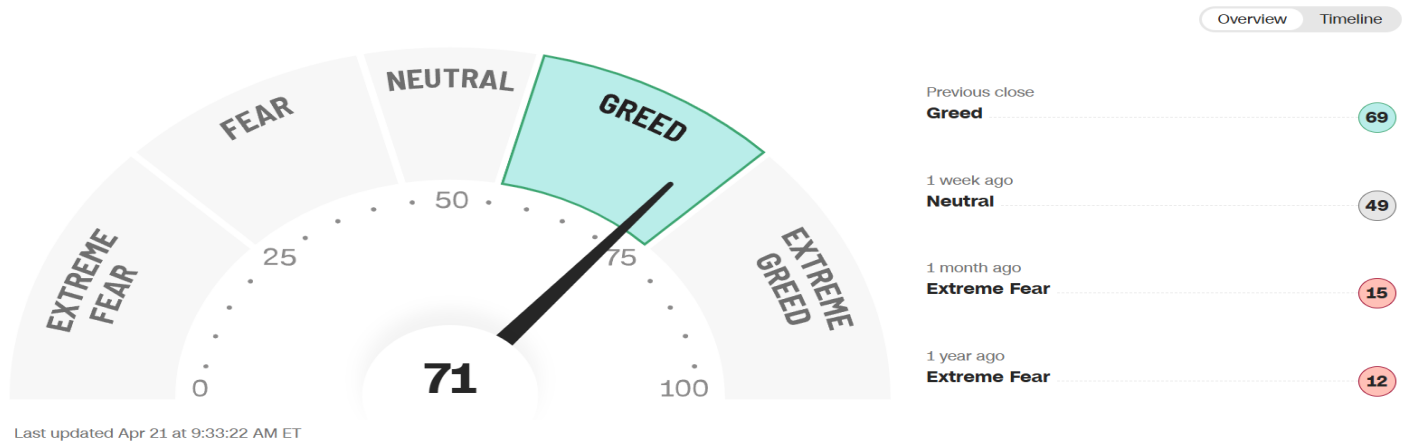 Overview Timeline
EXTREME FEAR
FEAR
NEUTRAL
GREED
EXTREME GREED
0
25
50
75
100
71
Last updated Apr 21 at 9:33:22 AM ET
Previous close
Greed 69
1 week ago
Neutral 49
1 month ago
Extreme Fear 15
1 year ago
Extreme Fear 12